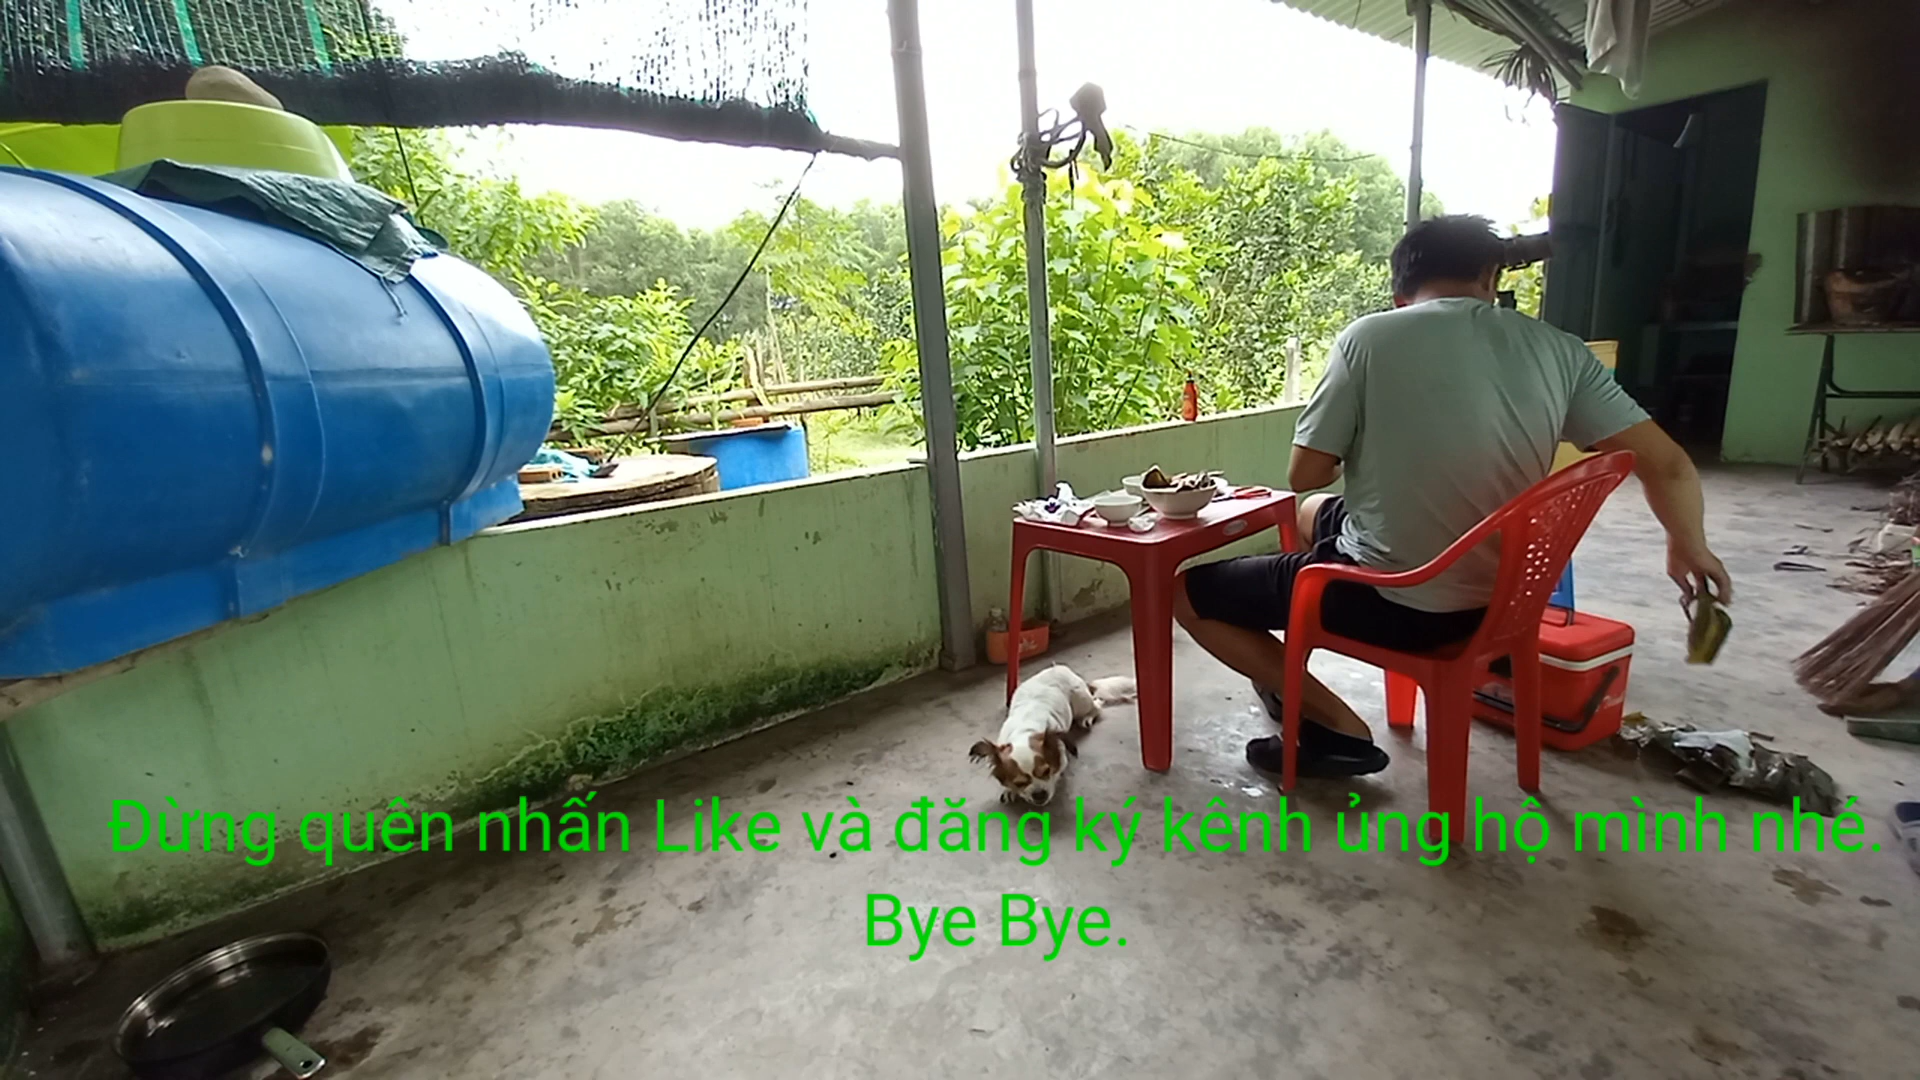 Đừng quên nhấn Like và đăng ký kênh ủng hộ mình nhé.
Bye Bye.